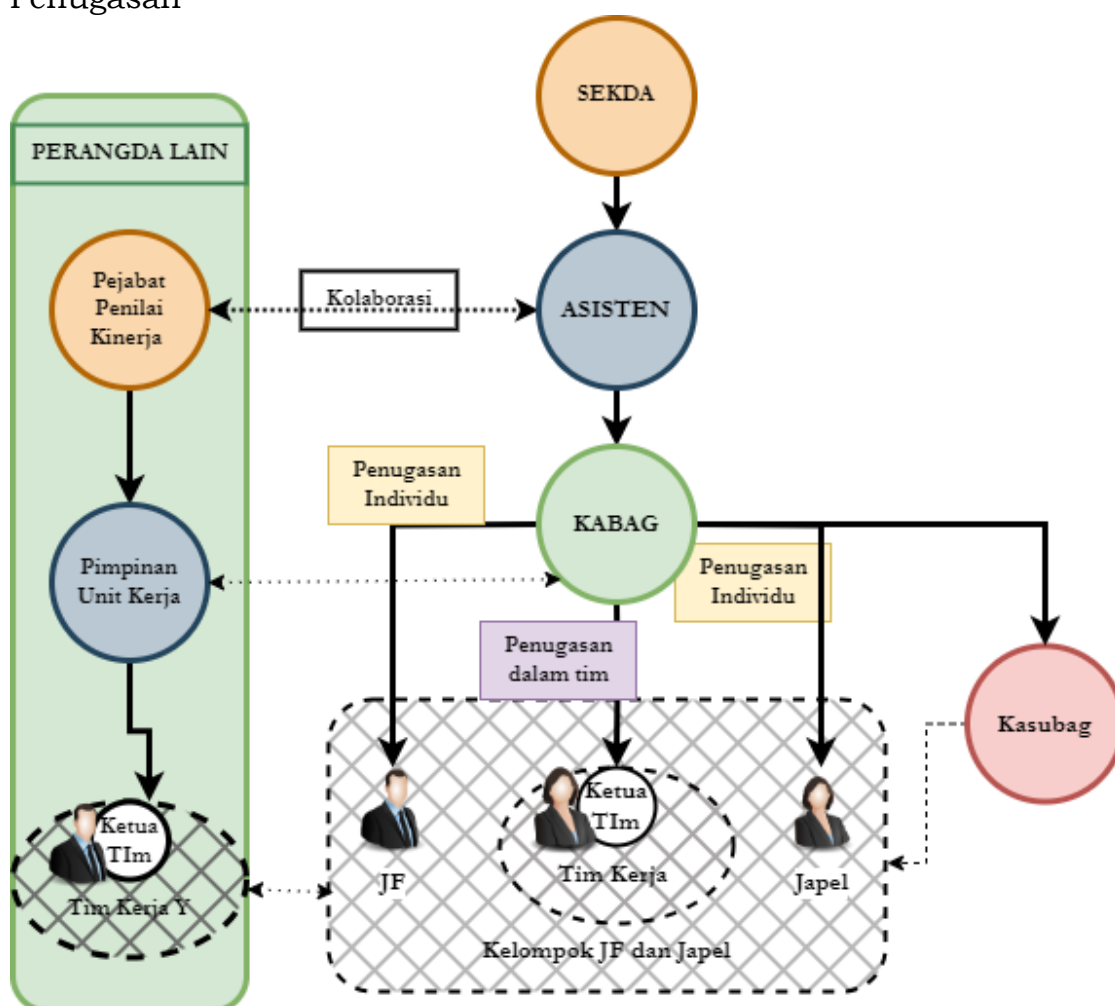 Penugasan
SEKDA
PERANGDA LAIN
Pejabat
Penilai
Kinerja
Kolaborasi
ASISTEN
Penugasan
Individu
KABAG
Pimpinan
Unit Kerja
Penugasan
Individu
Penugasan
dalam tim
Kasubag
Ketua
TIm
Ketua
TIm
JF
Tim Kerja
Japel
Tim Kerja Y
Kelompok JF dan Japel